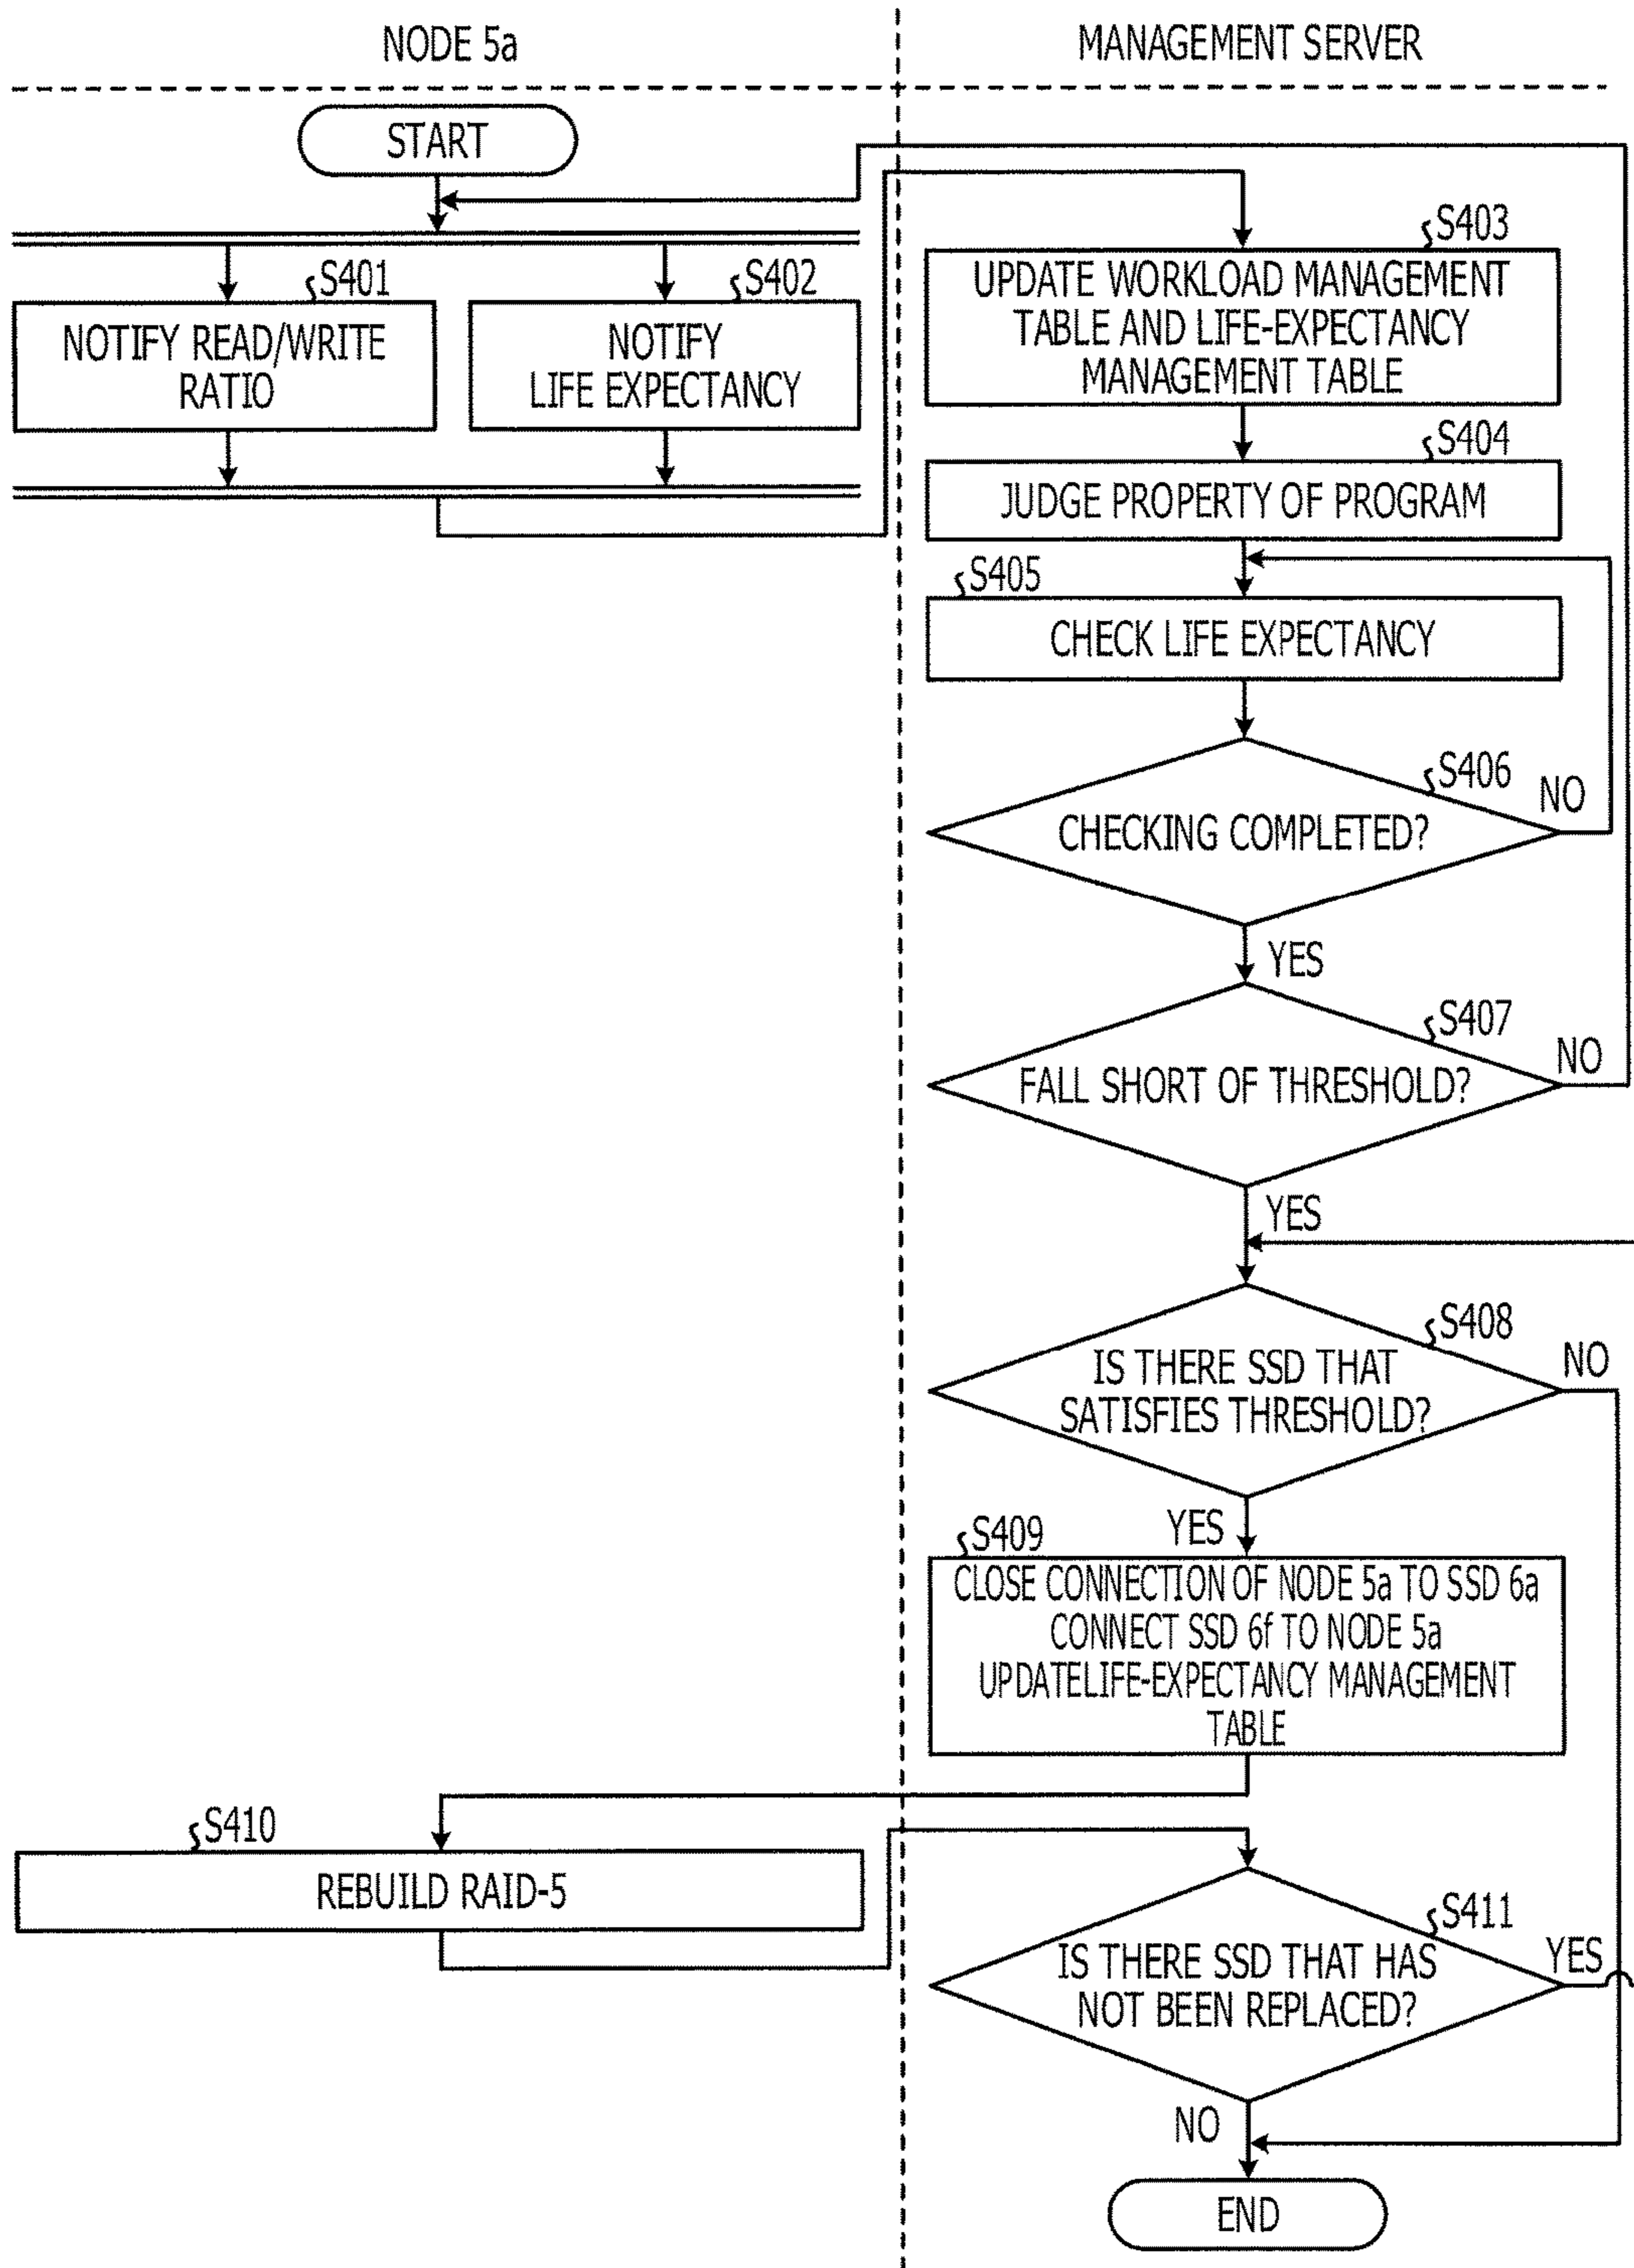 NODE 5a
MANAGEMENT SERVER
START
S401
NOTIFY READ/WRITE
RATIO
S402
NOTIFY
LIFE EXPECTANCY
S403
UPDATE WORKLOAD MANAGEMENT
TABLE AND LIFE-EXPECTANCY
MANAGEMENT TABLE
S404
JUDGE PROPERTY OF PROGRAM
S405
CHECK LIFE EXPECTANCY
S406
CHECKING COMPLETED?
NO
YES
S407
FALL SHORT OF THRESHOLD?
NO
YES
S408
IS THERE SSD THAT
SATISFIES THRESHOLD?
NO
YES
S409
CLOSE CONNECTION OF NODE 5a TO SSD 6a
CONNECT SSD 6f TO NODE 5a
UPDATELIFE-EXPECTANCY MANAGEMENT
TABLE
S410
REBUILD RAID-5
S411
IS THERE SSD THAT HAS
NOT BEEN REPLACED?
YES
NO
END